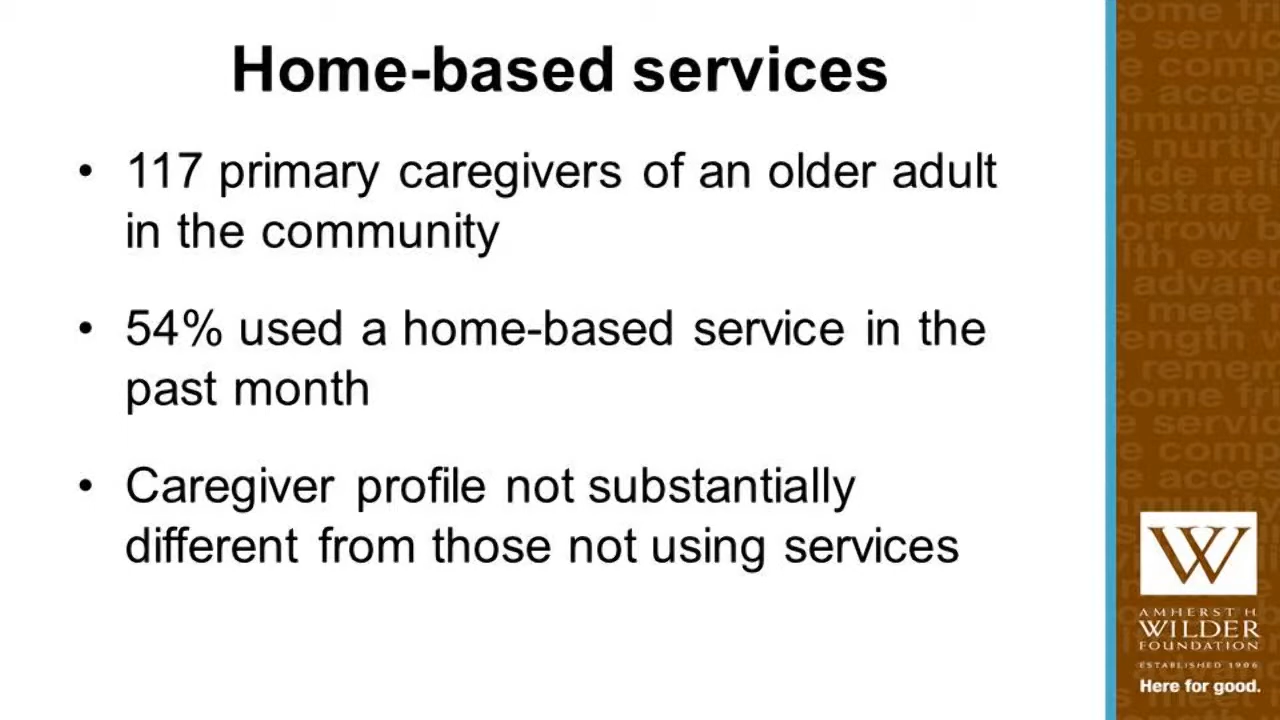 Home-based services
• 117 primary caregivers of an older adult
in the community
• 54% used a home-based service in the
past month
• Caregiver profile not substantially
different from those not using services
W
AMHERST H
WILDER
FOUNDATION
ESTABLISHED 1906
Here for good.